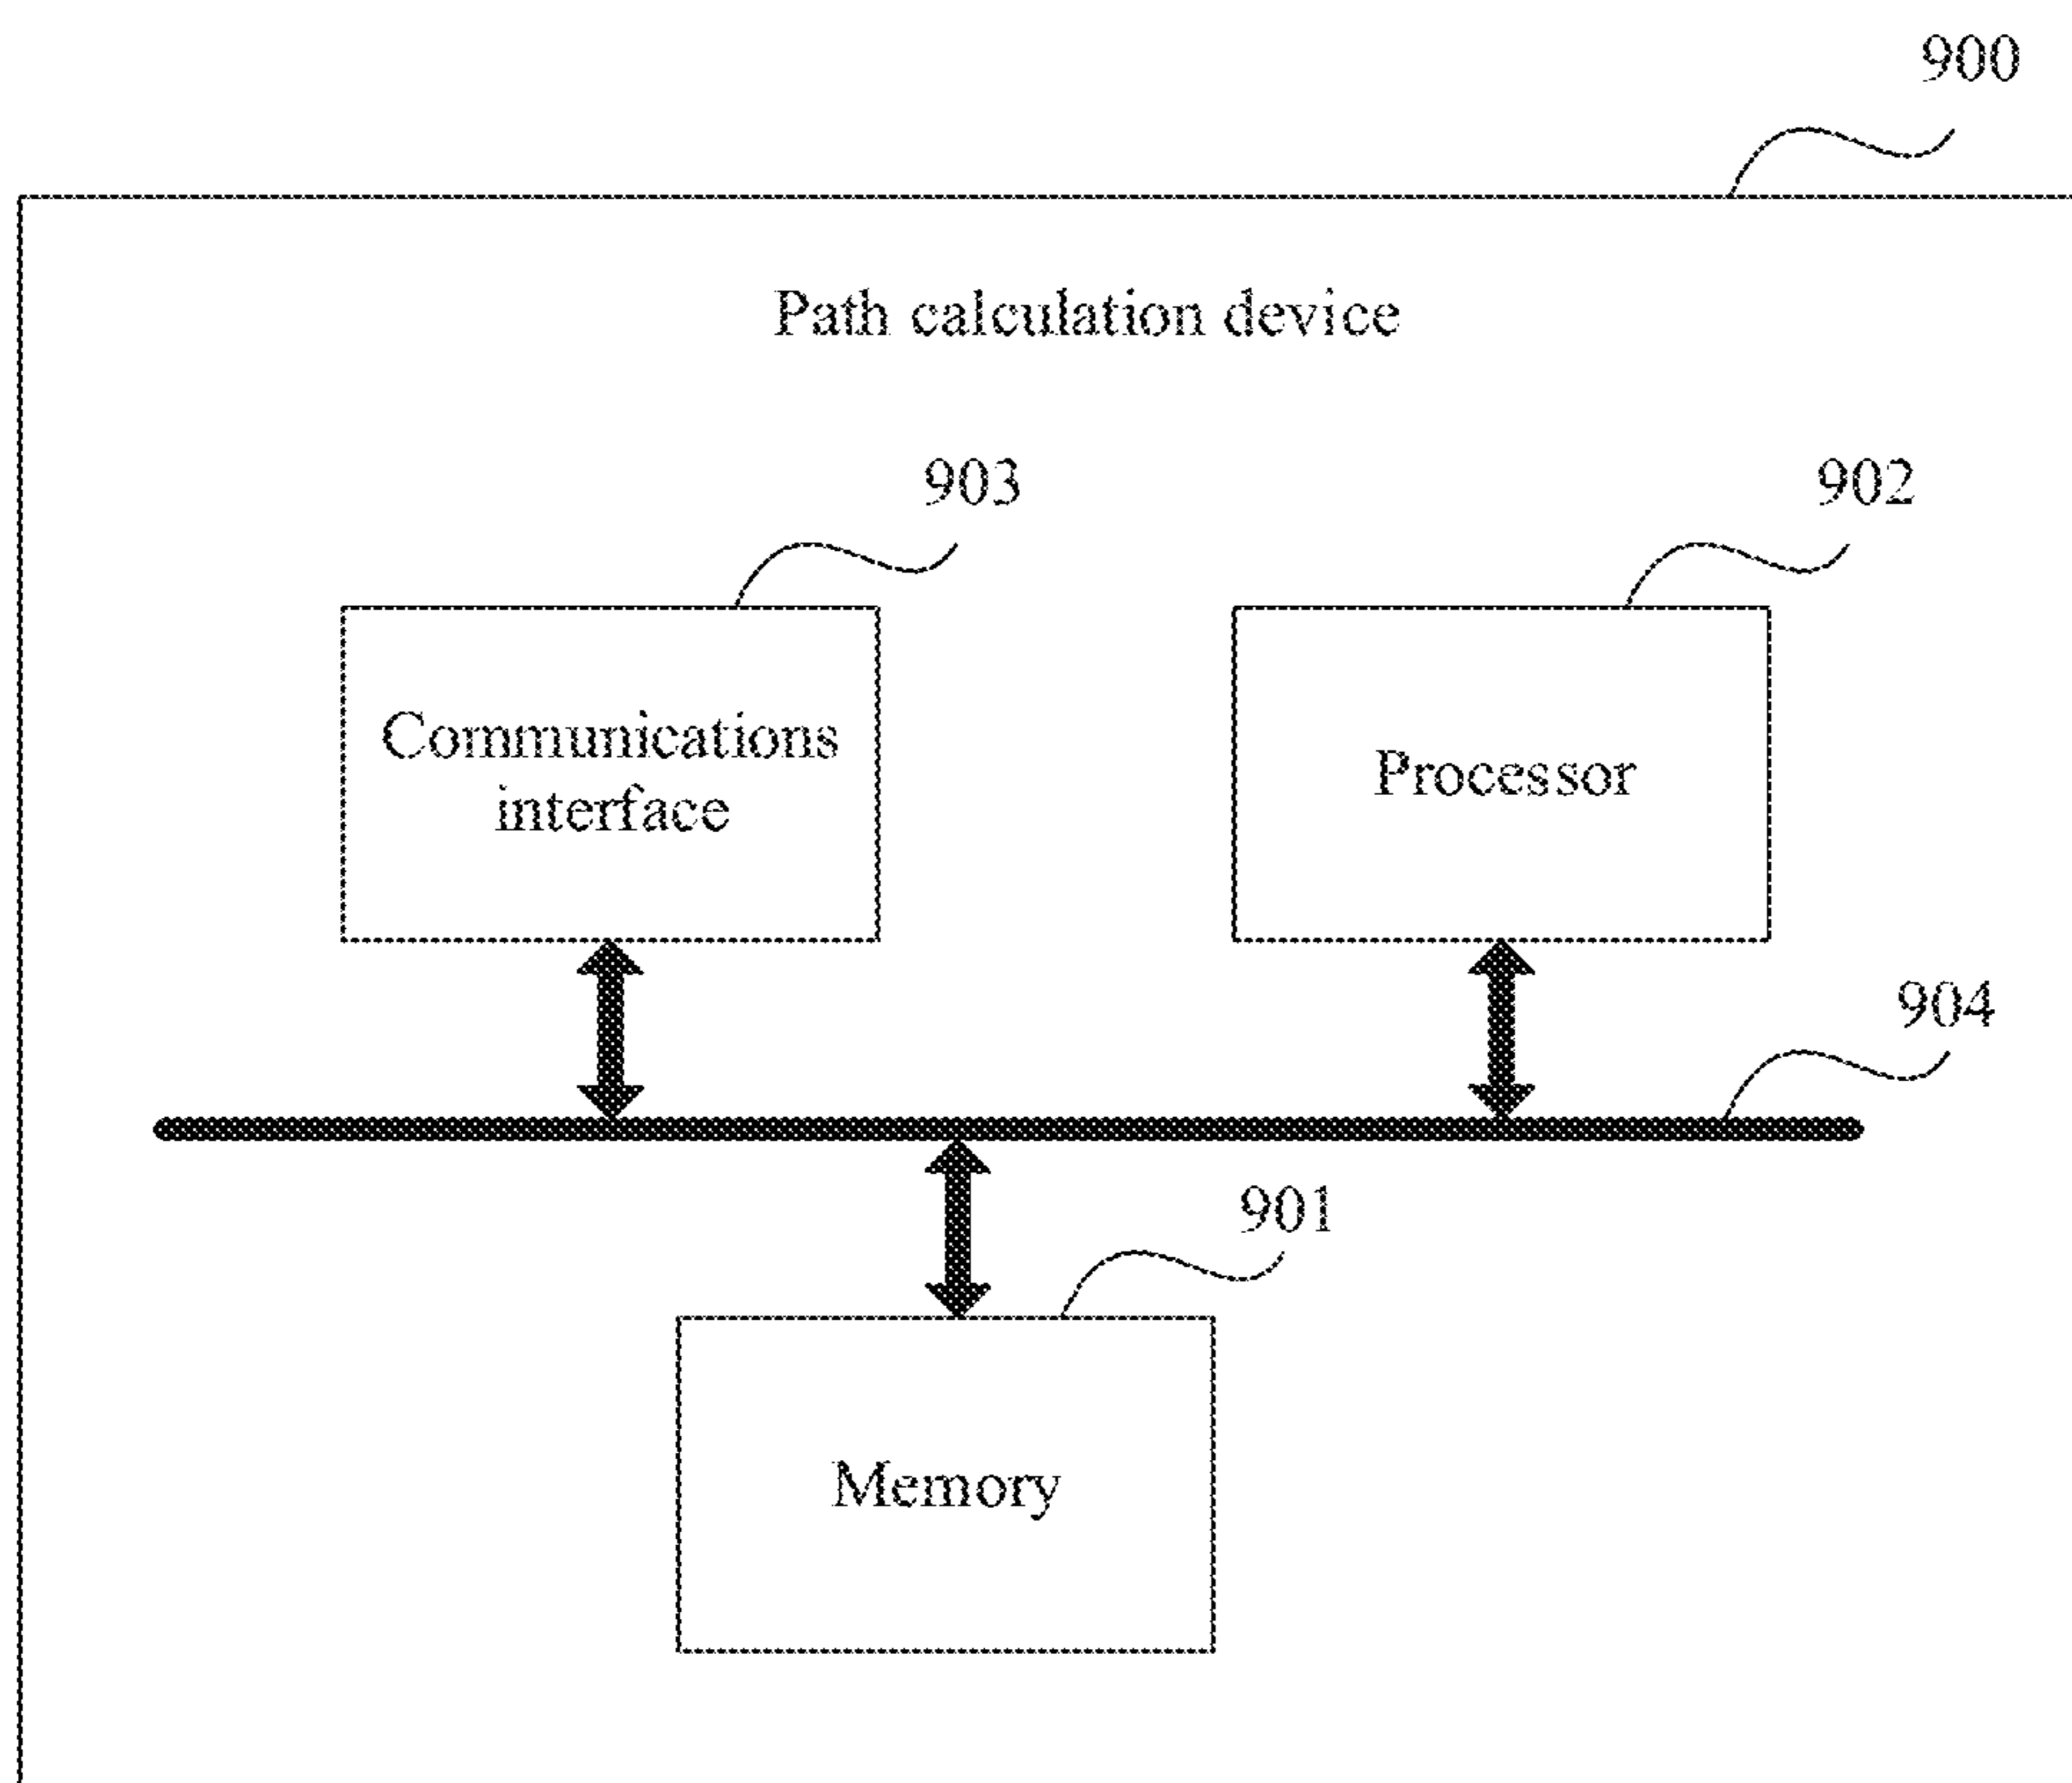 900
Path calculation device
903
902
Communications
interface
Processor
904
901
Memory